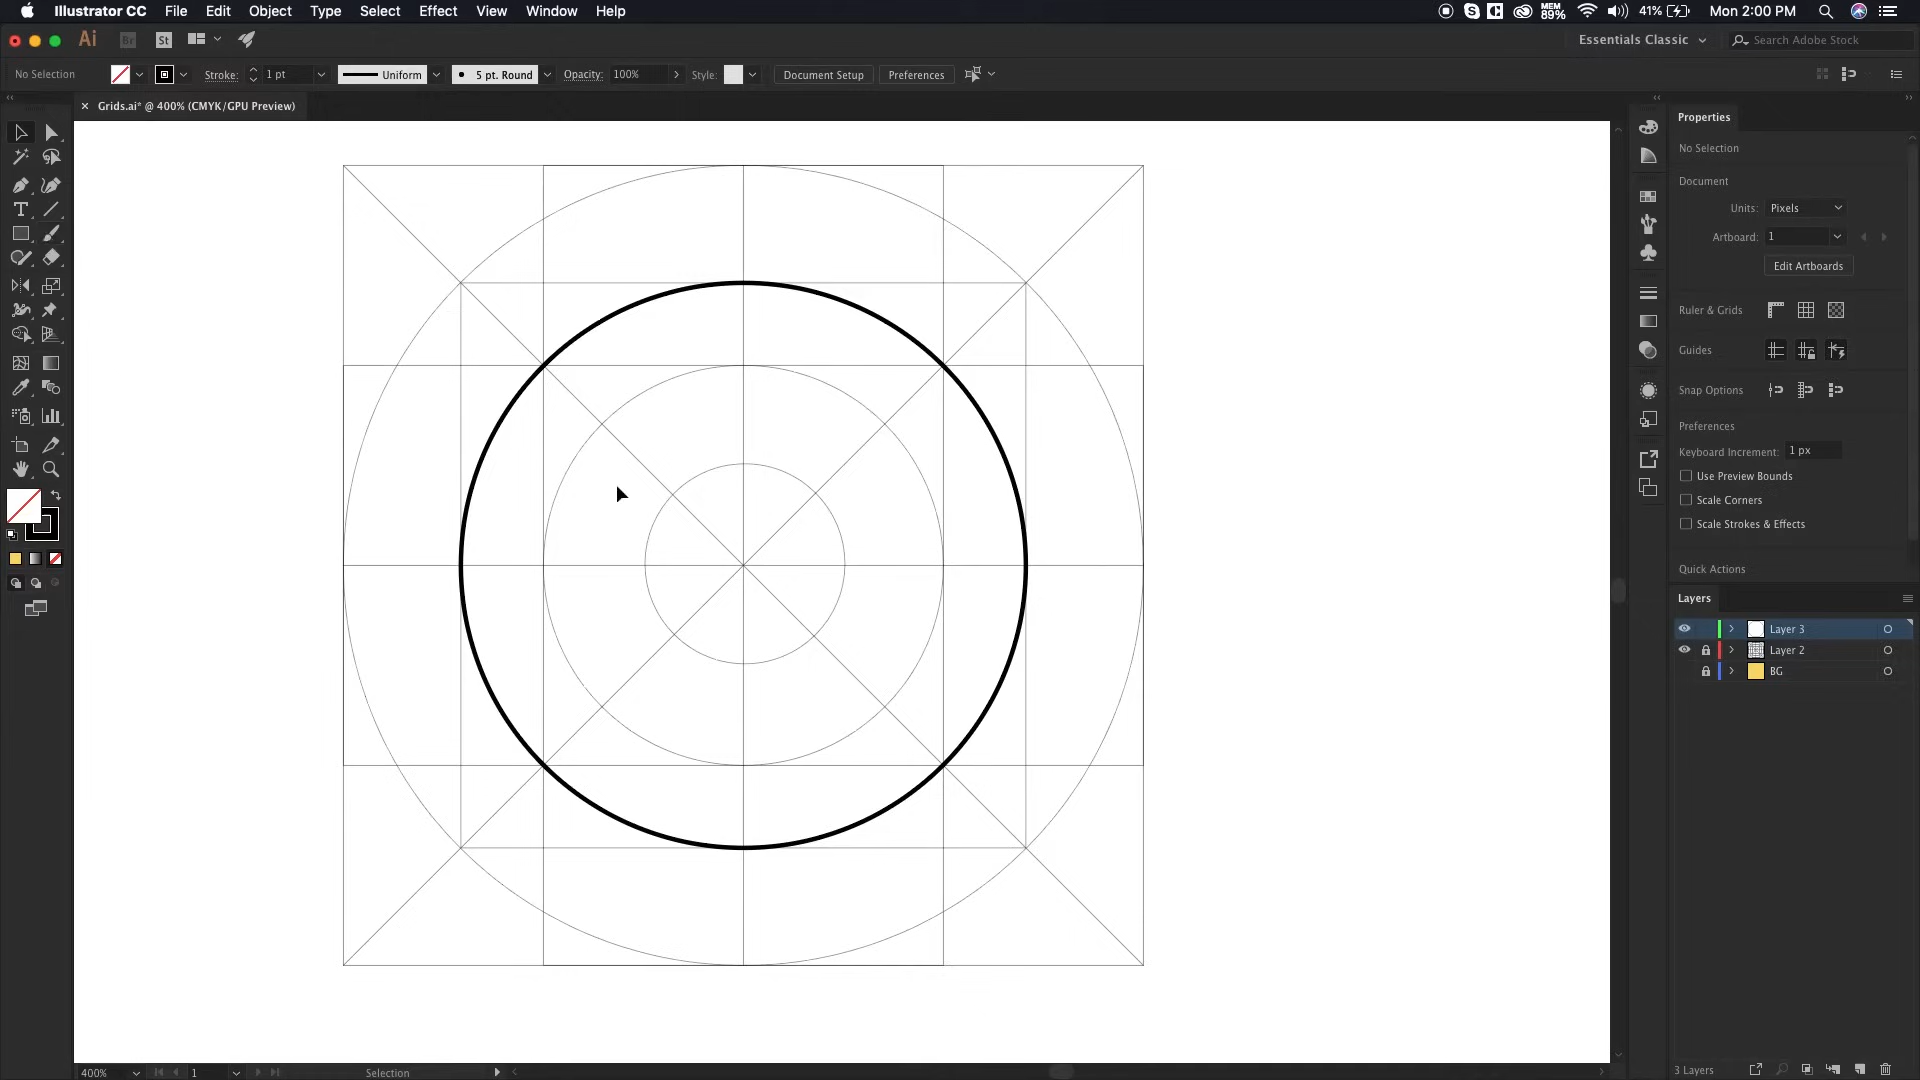 Illustrator CC File Edit Object Type Select Effect View Window Help
MEM 89% 41% Mon 2:00 PM
Ai Br St Essentials Classic Search Adobe Stock
No Selection Stroke: 1 pt Uniform 5 pt. Round Opacity: 100% Style: Document Setup Preferences
Grids.ai* @ 400% (CMYK/GPU Preview)
Properties
No Selection
Document
Units: Pixels
Artboard: 1
Edit Artboards
Ruler & Grids
Guides
Snap Options
Preferences
Keyboard Increment: 1 px
Use Preview Bounds
Scale Corners
Scale Strokes & Effects
Quick Actions
Layers
Layer 3
Layer 2
BG
3 Layers
400% 1 Selection